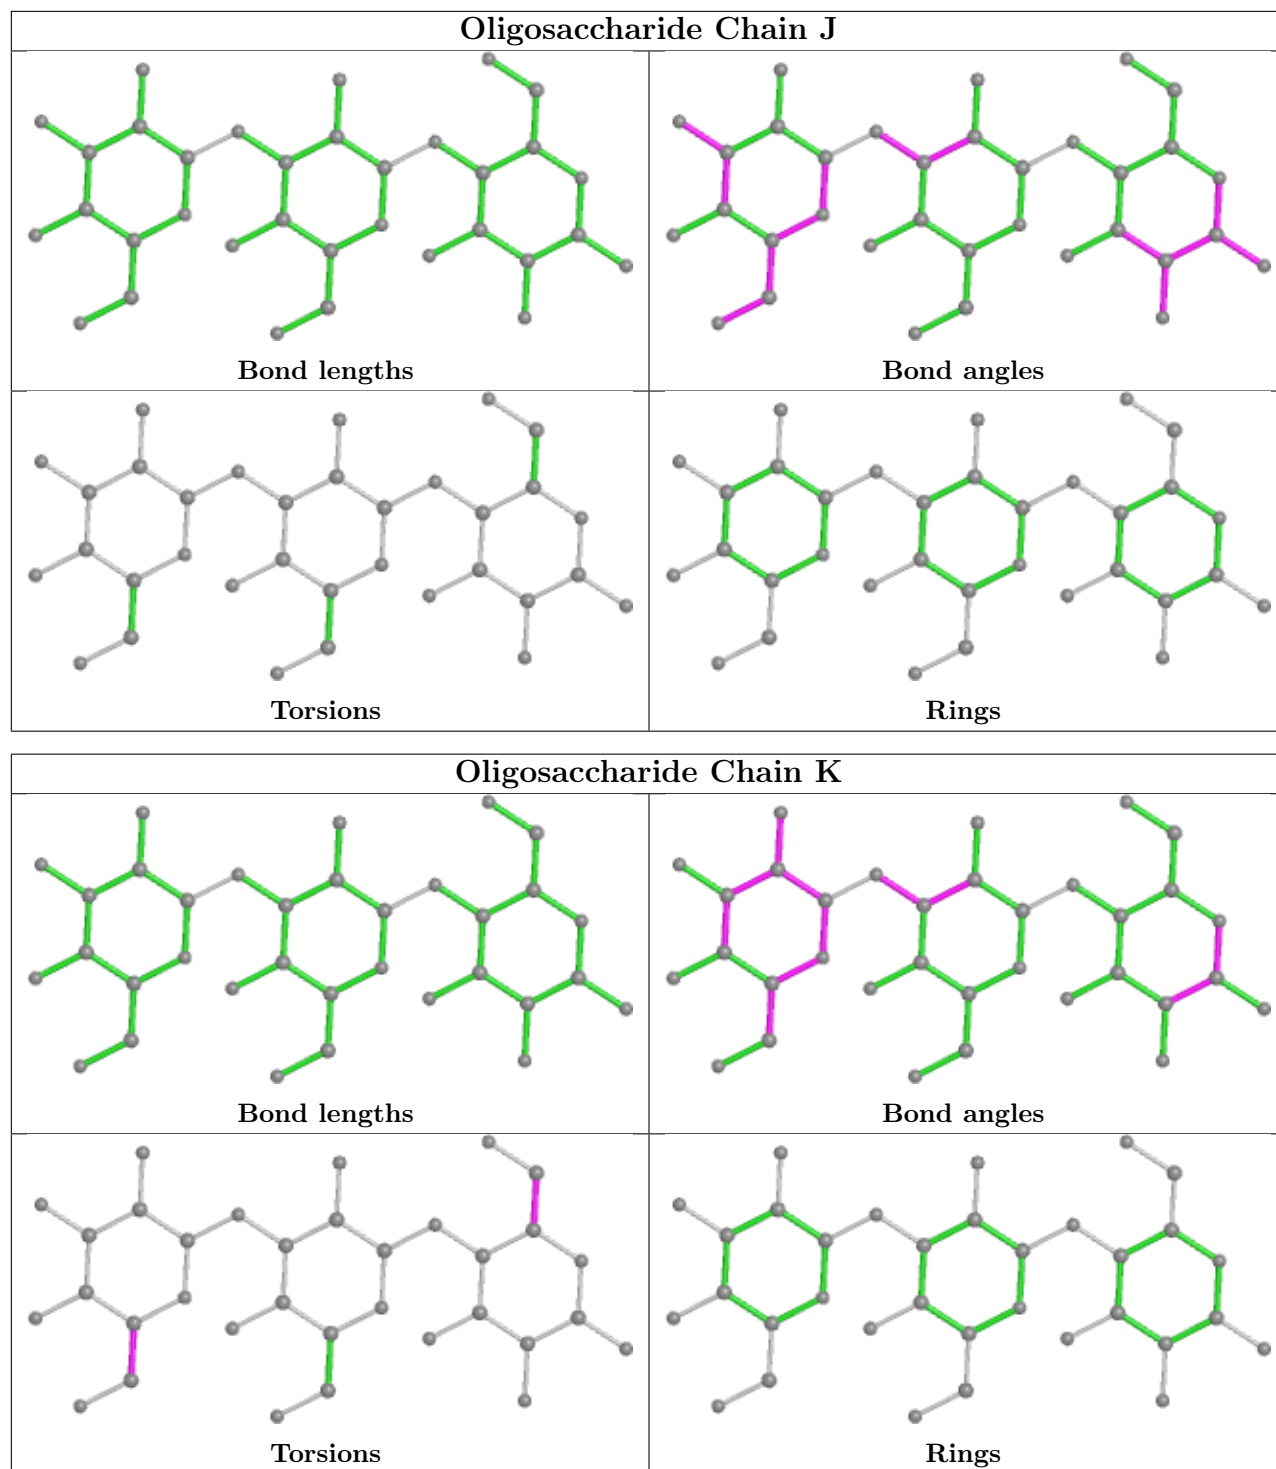 Oligosaccharide Chain J
Bond lengths
Bond angles
Torsions
Rings
Oligosaccharide Chain K
Bond lengths
Bond angles
Torsions
Rings